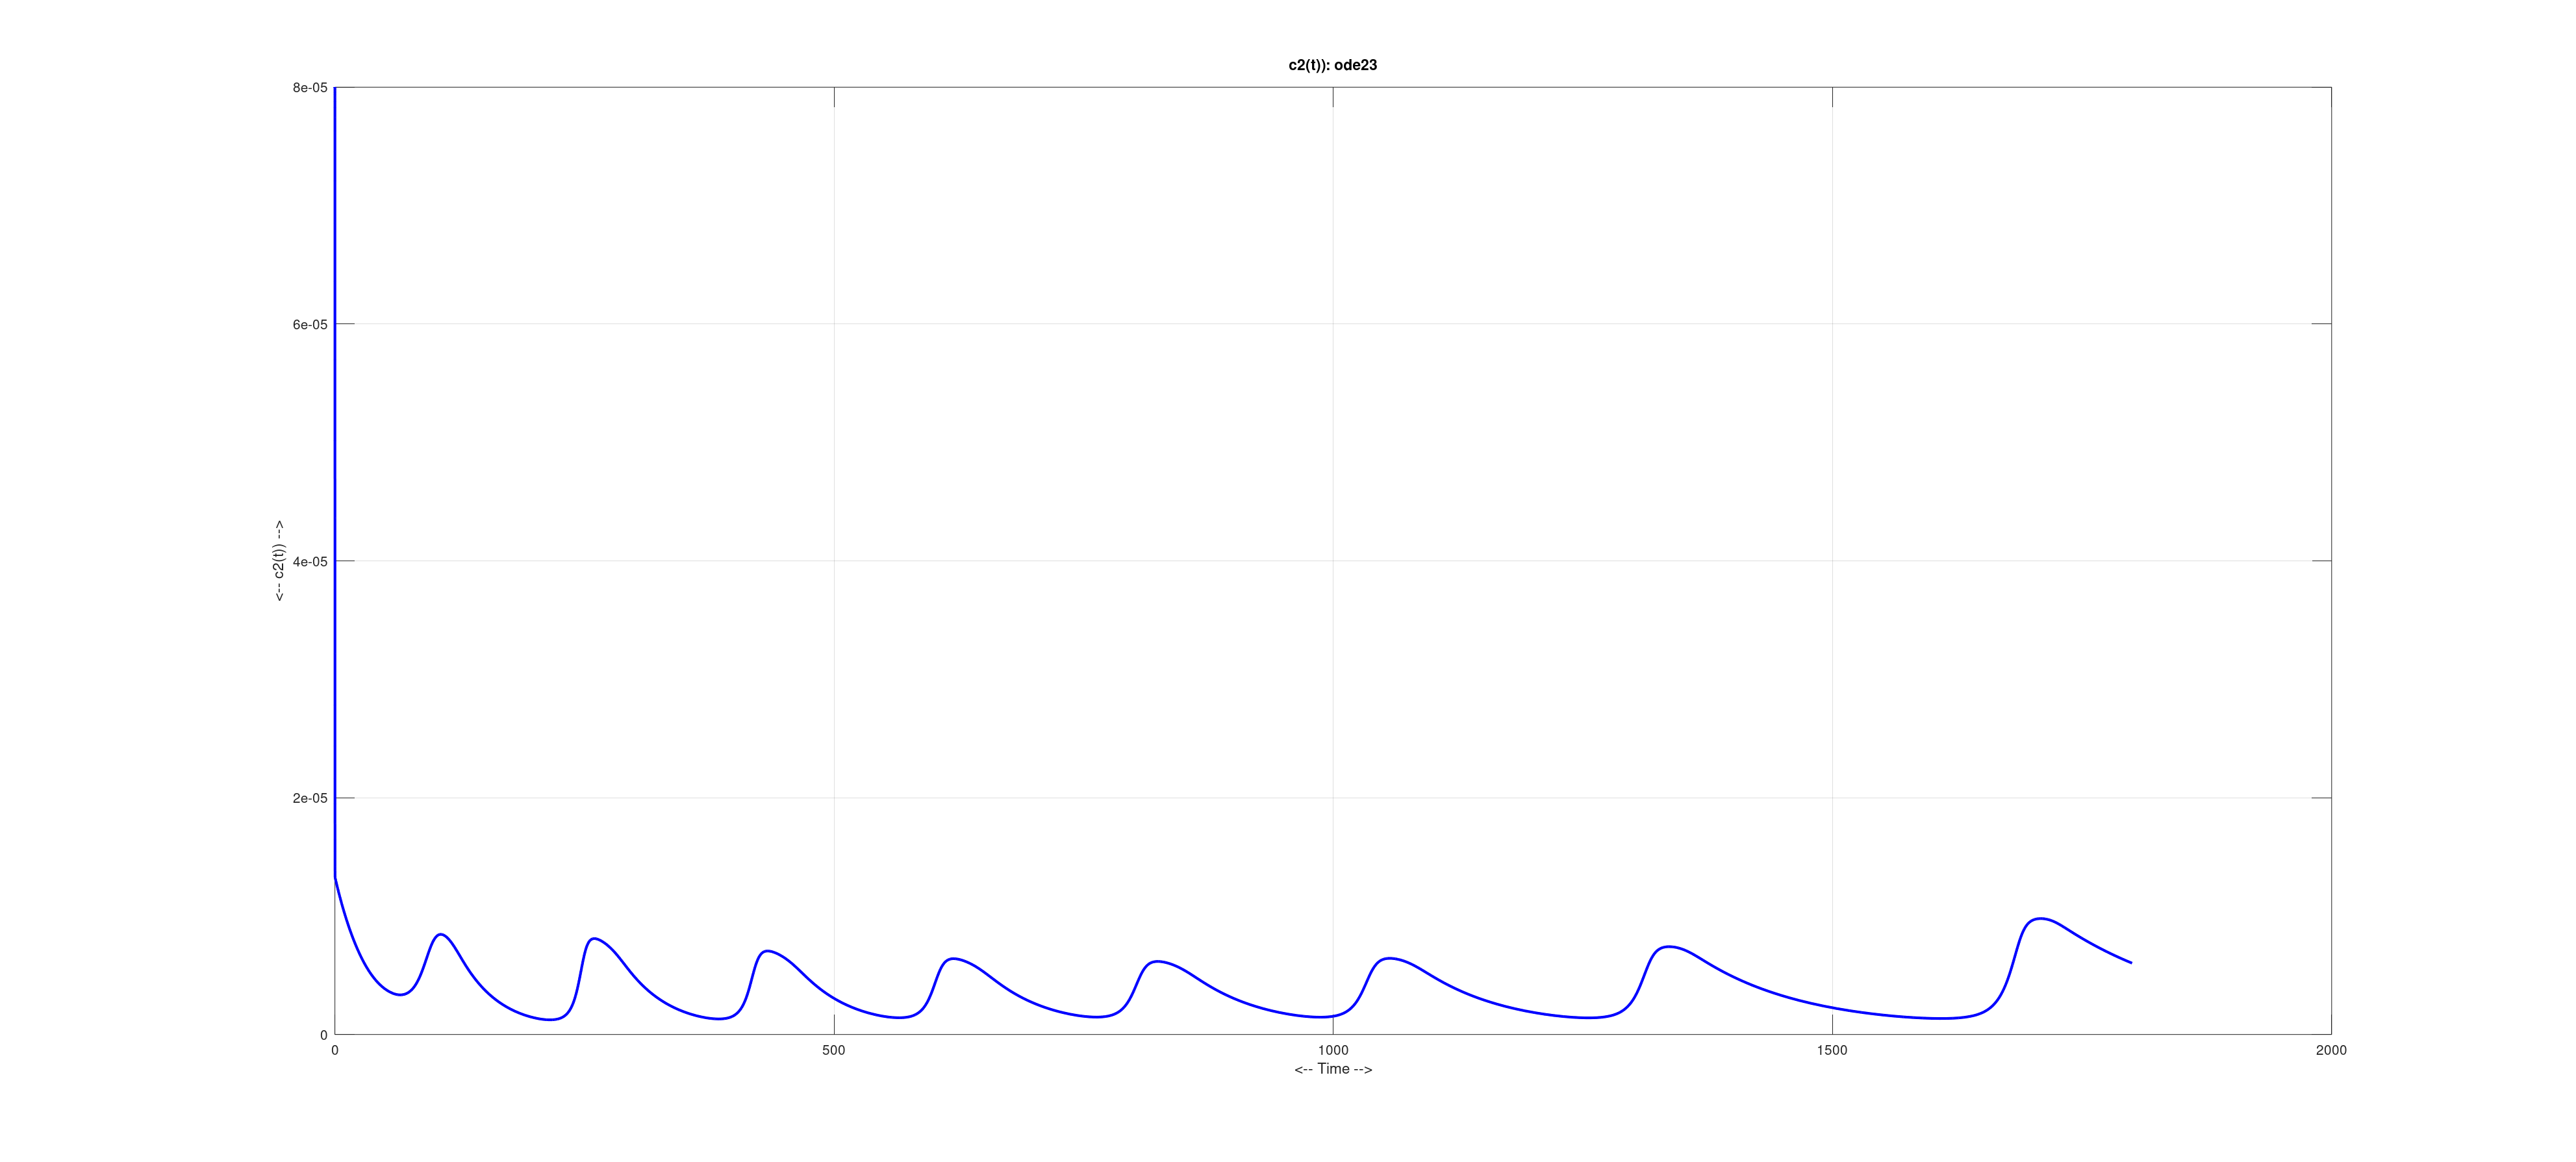 c2(t)): ode23
8e-05
6e-05
<-- c2(t)) -->
4e-05
2e-05
0
0 500 1000 1500 2000
<-- Time -->